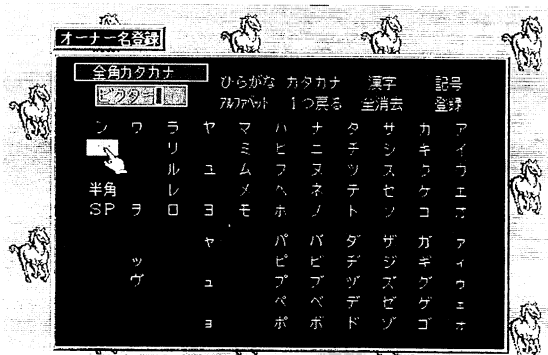 オーナー名登録
全角カタカナ
ひらがな カタカナ 漢字 記号
ビクター
アルファベット 1つ戻る 全消去 登録
ン ワ ラ ヤ マ ハ ナ タ サ カ ア
リ ミ ヒ ニ チ シ キ イ
ル ユ ム フ ヌ ツ ス ク ウ
半角 レ メ ヘ ネ テ セ ケ エ
SP ヲ ロ ヨ モ ホ ノ ト ソ コ オ
ャ パ バ ダ ザ ガ ァ
ッ ピ ビ ヂ ジ ギ ィ
ヴ ュ プ ブ ヅ ズ グ ゥ
ペ ベ デ ゼ ゲ ェ
ョ ポ ボ ド ゾ ゴ ォ